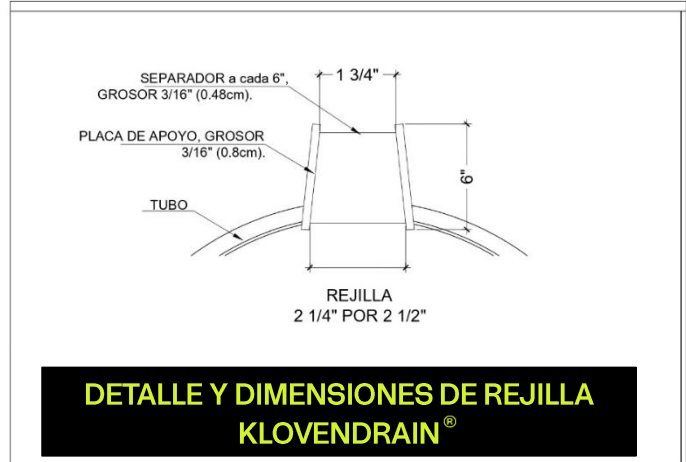 SEPARADOR a cada 6",
GROSOR 3/16" (0.48cm).
1 3/4"
PLACA DE APOYO, GROSOR
3/16" (0.8cm).
6"
TUBO
REJILLA
2 1/4" POR 2 1/2"
DETALLE Y DIMENSIONES DE REJILLA
KLOVENDRAIN®